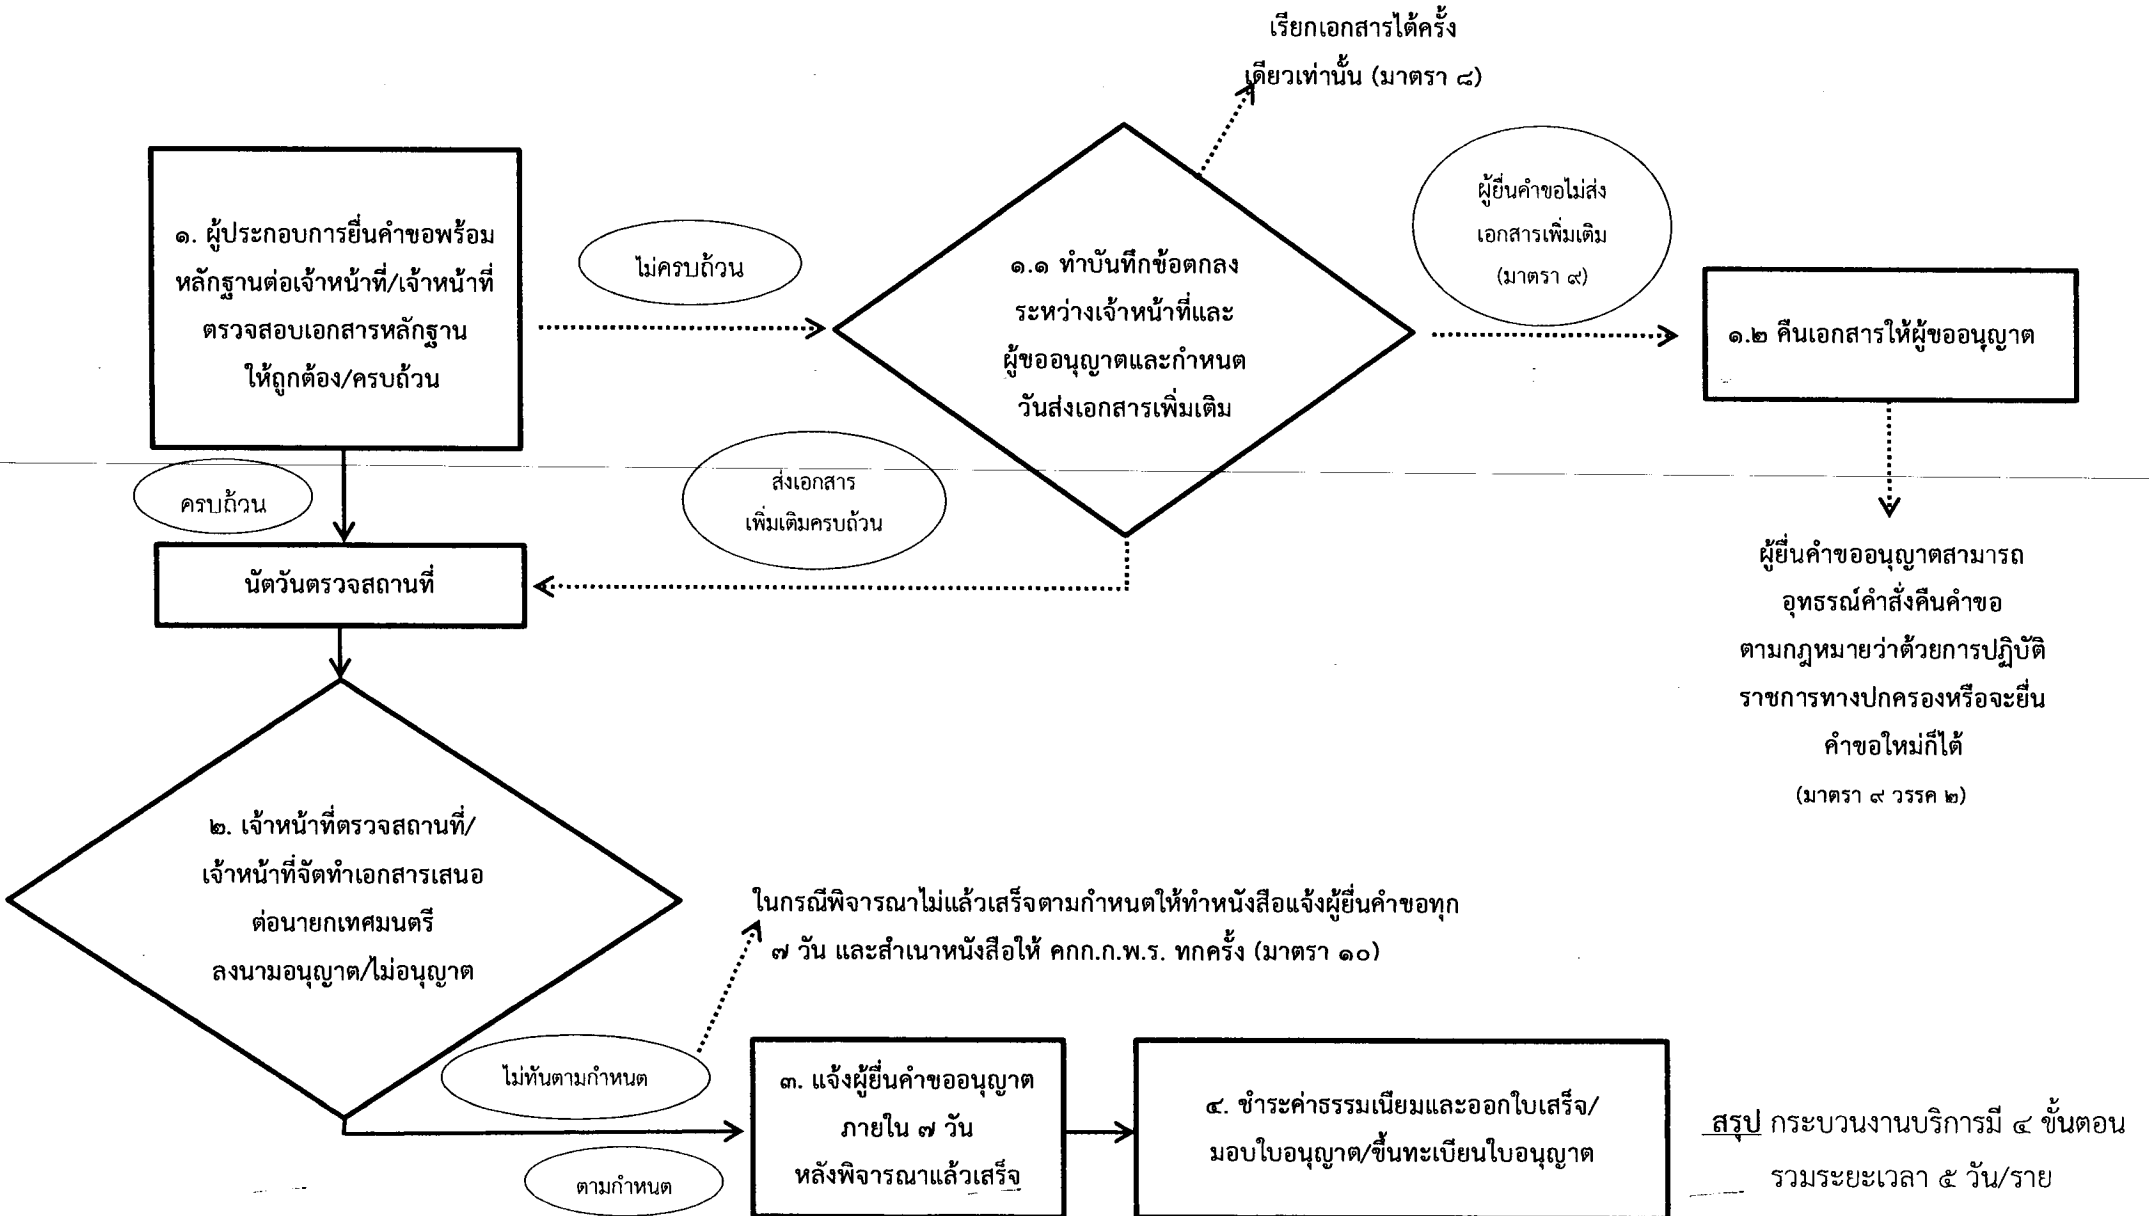 เรียกเอกสารได้ครั้ง
เดียวเท่านั้น (มาตรา ๘)
๑. ผู้ประกอบการยื่นคำขอพร้อม
หลักฐานต่อเจ้าหน้าที่/เจ้าหน้าที่
ตรวจสอบเอกสารหลักฐาน
ให้ถูกต้อง/ครบถ้วน
ไม่ครบถ้วน
๑.๑ ทำบันทึกข้อตกลง
ระหว่างเจ้าหน้าที่และ
ผู้ขออนุญาตและกำหนด
วันส่งเอกสารเพิ่มเติม
ผู้ยื่นคำขอไม่ส่ง
เอกสารเพิ่มเติม
(มาตรา ๙)
๑.๒ คืนเอกสารให้ผู้ขออนุญาต
ครบถ้วน
ส่งเอกสาร
เพิ่มเติมครบถ้วน
นัดวันตรวจสถานที่
ผู้ยื่นคำขออนุญาตสามารถ
อุทธรณ์คำสั่งคืนคำขอ
ตามกฎหมายว่าด้วยการปฏิบัติ
ราชการทางปกครองหรือจะยื่น
คำขอใหม่ก็ได้
(มาตรา ๙ วรรค ๒)
๒. เจ้าหน้าที่ตรวจสถานที่/
เจ้าหน้าที่จัดทำเอกสารเสนอ
ต่อนายกเทศมนตรี
ลงนามอนุญาต/ไม่อนุญาต
ในกรณีพิจารณาไม่แล้วเสร็จตามกำหนดให้ทำหนังสือแจ้งผู้ยื่นคำขอทุก
๗ วัน และสำเนาหนังสือให้ คกก.ก.พ.ร. ทกครั้ง (มาตรา ๑๐)
ไม่ทันตามกำหนด
ตามกำหนด
๓. แจ้งผู้ยื่นคำขออนุญาต
ภายใน ๗ วัน
หลังพิจารณาแล้วเสร็จ
๔. ชำระค่าธรรมเนียมและออกใบเสร็จ/
มอบใบอนุญาต/ขึ้นทะเบียนใบอนุญาต
สรุป กระบวนงานบริการมี ๔ ขั้นตอน
รวมระยะเวลา ๕ วัน/ราย